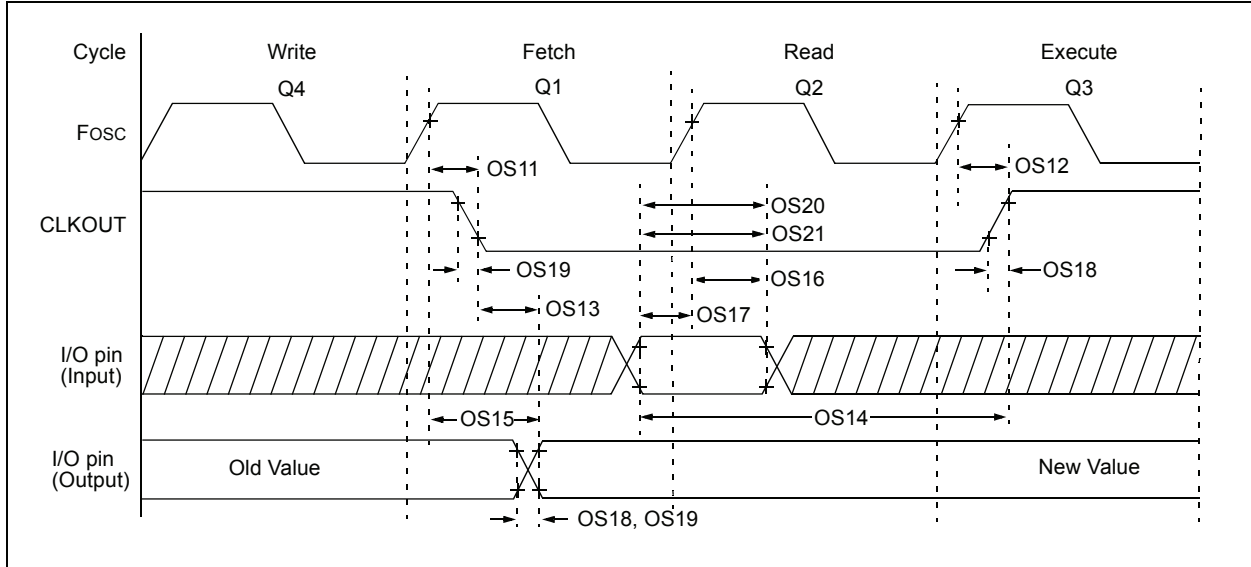 Cycle Write Fetch Read Execute
Q4 Q1 Q2 Q3
FOSC
OS11 OS12
OS20
CLKOUT
OS21
OS19 OS16 OS18
OS13 OS17
I/O pin
(Input)
OS15 OS14
I/O pin
(Output)
Old Value New Value
OS18, OS19